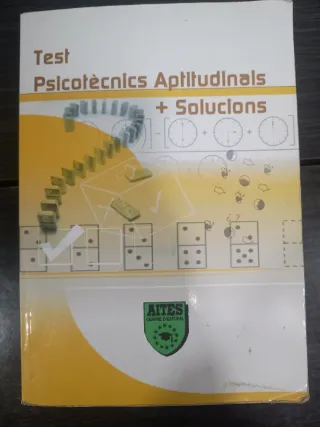 Test
Psicotècnics Aptitudinals
+ Solucions
AITES